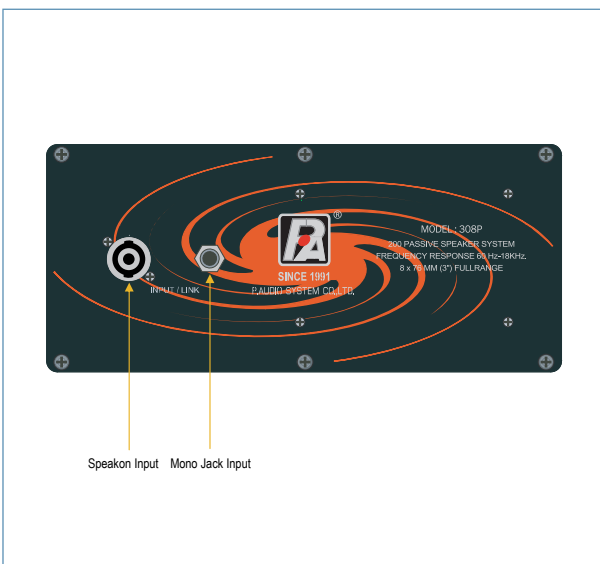 ®
PA
MODEL : 308P
200 PASSIVE SPEAKER SYSTEM
FREQUENCY RESPONSE 60 Hz-18KHz.
8 x 76 MM (3") FULLRANGE
SINCE 1991
P.AUDIO SYSTEM CO.,LTD.
INPUT / LINK
Speakon Input
Mono Jack Input